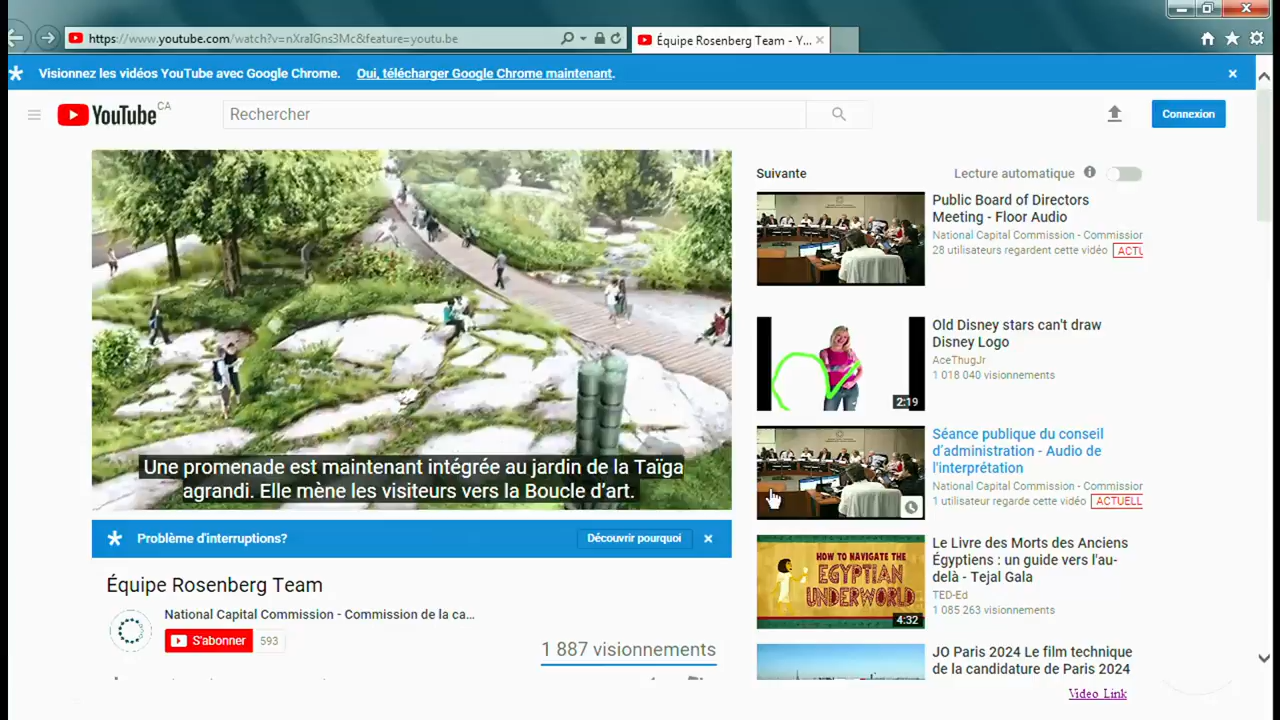 https://www.youtube.com/watch?v=nXraIGns3Mc&feature=youtu.be
Équipe Rosenberg Team - Y...
Visionnez les vidéos YouTube avec Google Chrome. Oui, télécharger Google Chrome maintenant.
YouTube CA
Rechercher
Connexion
Une promenade est maintenant intégrée au jardin de la Taïga
agrandi. Elle mène les visiteurs vers la Boucle d'art.
Problème d'interruptions?
Découvrir pourquoi
Équipe Rosenberg Team
National Capital Commission - Commission de la ca...
S'abonner 593
1 887 visionnements
Suivante
Lecture automatique
Public Board of Directors
Meeting - Floor Audio
National Capital Commission - Commission
28 utilisateurs regardent cette vidéo
ACTU
Old Disney stars can't draw
Disney Logo
AceThugJr
1 018 040 visionnements
2:19
Séance publique du conseil
d'administration - Audio de
l'interprétation
National Capital Commission - Commission
1 utilisateur regarde cette vidéo
ACTUELL
HOW TO NAVIGATE THE
EGYPTIAN
UNDERWORLD
4:32
Le Livre des Morts des Anciens
Égyptiens : un guide vers l'au-
delà - Tejal Gala
TED-Ed
1 085 263 visionnements
JO Paris 2024 Le film technique
de la candidature de Paris 2024
Video Link